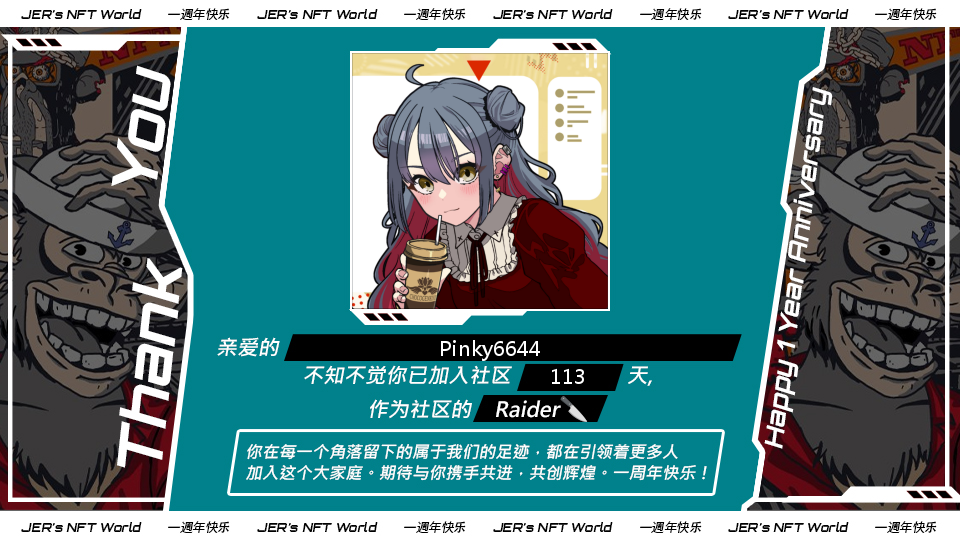 JER's NFT World 一週年快乐 JER's NFT World 一週年快乐 JER's NFT World 一週年快乐 JER's NFT World 一週年快乐
Thank You
亲爱的 Pinky6644
不知不觉你已加入社区 113 天,
作为社区的 Raider
你在每一个角落留下的属于我们的足迹，都在引领着更多人
加入这个大家庭。期待与你携手共进，共创辉煌。一周年快乐！
Happy 1 Year Anniversary
JER's NFT World 一週年快乐 JER's NFT World 一週年快乐 JER's NFT World 一週年快乐 JER's NFT World 一週年快乐